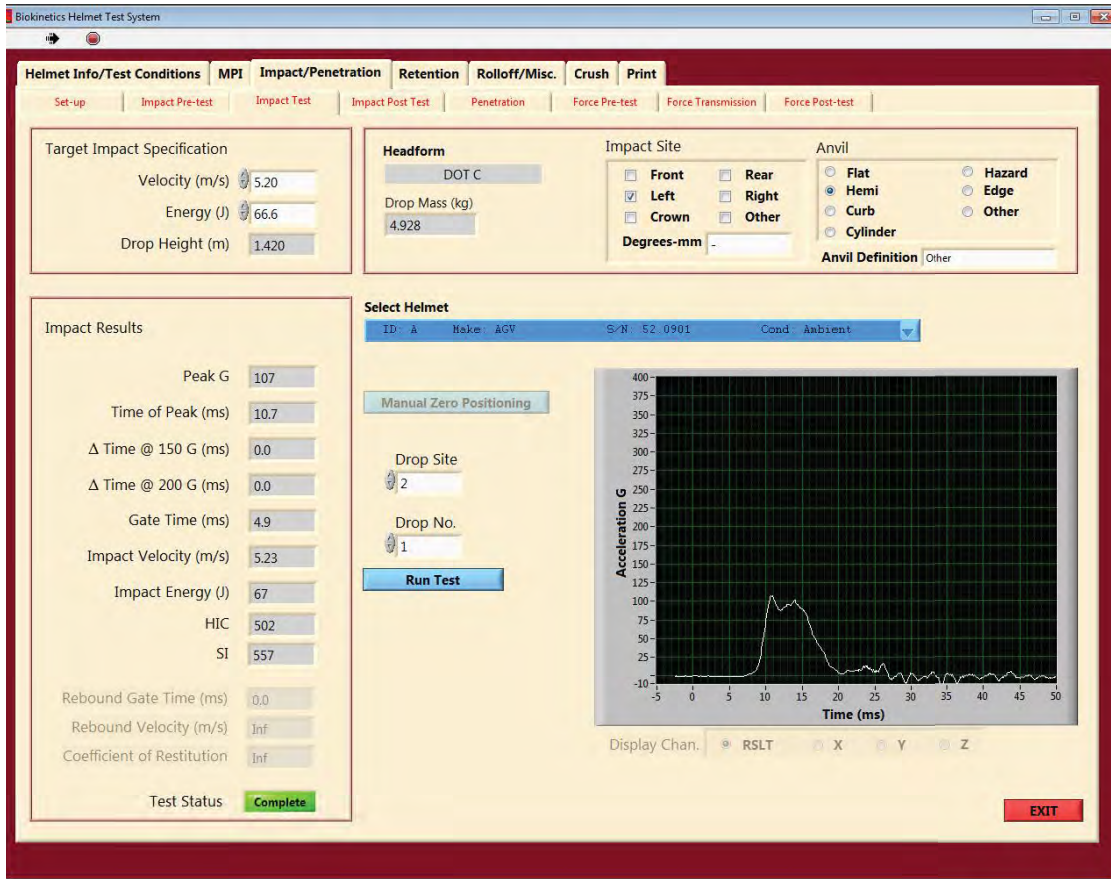 Biokinetics Helmet Test System
Helmet Info/Test Conditions MPI Impact/Penetration Retention Rolloff/Misc. Crush Print
Set-up Impact Pre-test Impact Test Impact Post Test Penetration Force Pre-test Force Transmission Force Post-test
Target Impact Specification
Velocity (m/s) 5.20
Energy (J) 66.6
Drop Height (m) 1.420
Headform
DOT C
Drop Mass (kg)
4.928
Impact Site
Front Rear
Left Right
Crown Other
Degrees-mm -
Anvil
Flat Hazard
Hemi Edge
Curb Other
Cylinder
Anvil Definition Other
Impact Results
Peak G 107
Time of Peak (ms) 10.7
Δ Time @ 150 G (ms) 0.0
Δ Time @ 200 G (ms) 0.0
Gate Time (ms) 4.9
Impact Velocity (m/s) 5.23
Impact Energy (J) 67
HIC 502
SI 557
Rebound Gate Time (ms) 0.0
Rebound Velocity (m/s) Inf
Coefficient of Restitution Inf
Test Status Complete
Select Helmet
ID: A Make: AGV S/N: 52 0901 Cond: Ambient
Manual Zero Positioning
Drop Site
2
Drop No.
1
Run Test
Acceleration G
400
375
350
325
300
275
250
225
200
175
150
125
100
75
50
25
-10
-5 0 5 10 15 20 25 30 35 40 45 50
Time (ms)
Display Chan. RSLT X Y Z
EXIT